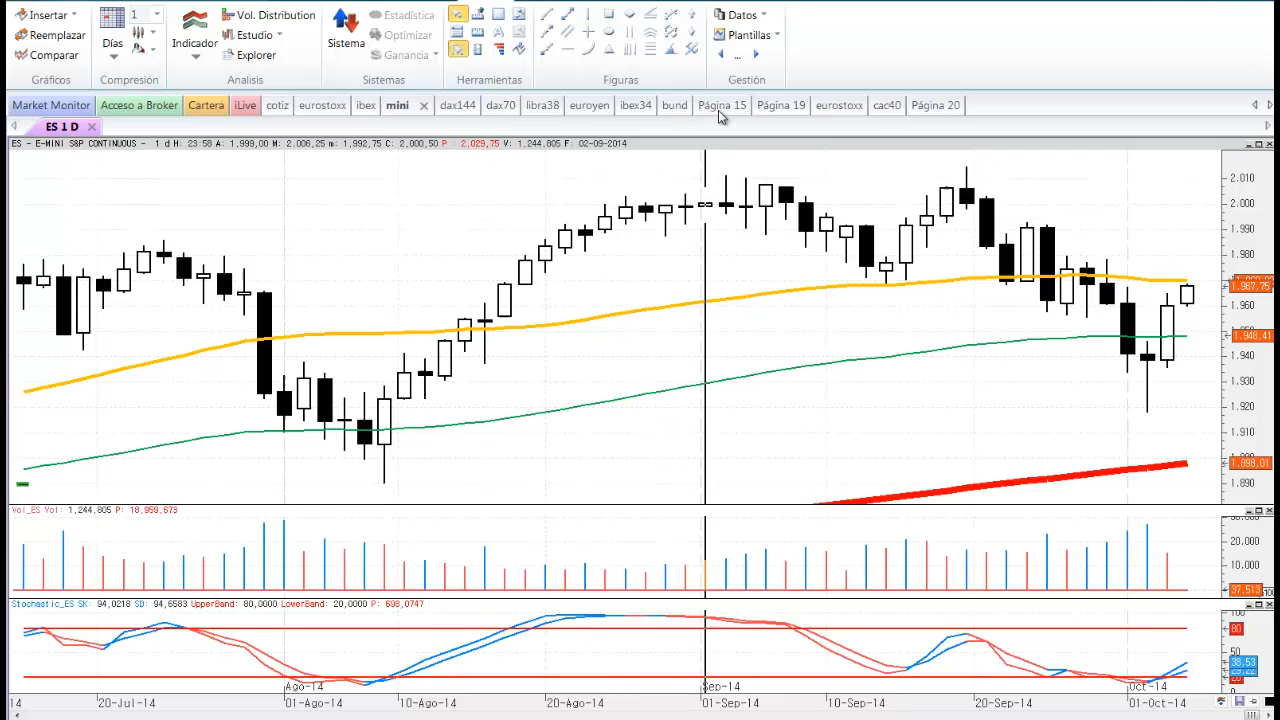 Insertar 1 Vol. Distribution Estadística Datos
Reemplazar Estudio Optimizar Plantillas
Comparar Días Indicador Explorer Sistema Ganancia ...
Gráficos Compresión Analisis Sistemas Herramientas Figuras Gestión
Market Monitor Acceso a Broker Cartera iLive cotiz eurostoxx ibex mini dax144 dax70 libra38 euroyen ibex34 bund Página 15 Página 19 eurostoxx cac40 Página 20
ES 1 D
ES - E-MINI S&P CONTINUOUS - 1 d H: 23:58 A: 1,999,00 M: 2,006,25 m: 1,992,75 C: 2,000,50 P : 2,029,75 V: 1,244,805 F: 02-09-2014
2.010
2.000
1.990
1.980
1.967,75
1.960
1.948,41
1.940
1.930
1.920
1.910
1.898,01
1.890
Vol_ES Vol: 1,244,805 P: 18,959,673
20.000
10.000
37,513
Stochastic_ES SK: 94,0218 SD: 94,6583 UpperBand: 80,0000 LowerBand: 20,0000 P: 698,0747
100
80
50
38,53
20
0
Ago-14 Sep-14 Oct-14
14 20-Jul-14 01-Ago-14 10-Ago-14 20-Ago-14 01-Sep-14 10-Sep-14 20-Sep-14 01-Oct-14